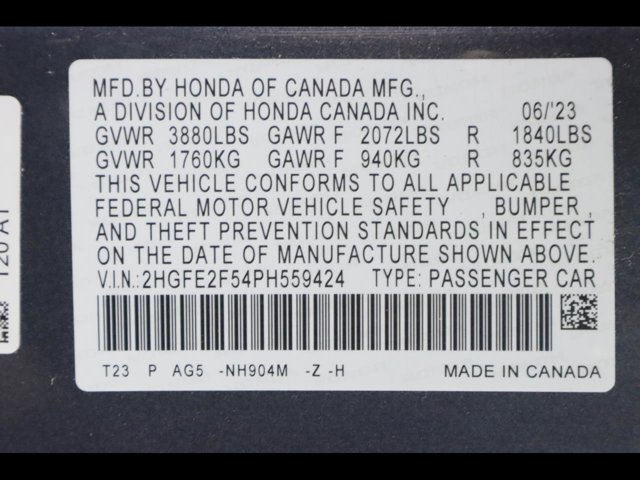 MFD.BY HONDA OF CANADA MFG.,
A DIVISION OF HONDA CANADA INC. 06/'23
GVWR 3880LBS GAWR F 2072LBS R 1840LBS
GVWR 1760KG GAWR F 940KG R 835KG
THIS VEHICLE CONFORMS TO ALL APPLICABLE
FEDERAL MOTOR VEHICLE SAFETY , BUMPER ,
AND THEFT PREVENTION STANDARDS IN EFFECT
ON THE DATE OF MANUFACTURE SHOWN ABOVE.
V.I.N.:2HGFE2F54PH559424 TYPE: PASSENGER CAR
T23 P AG5 -NH904M -Z -H MADE IN CANADA
120 A1